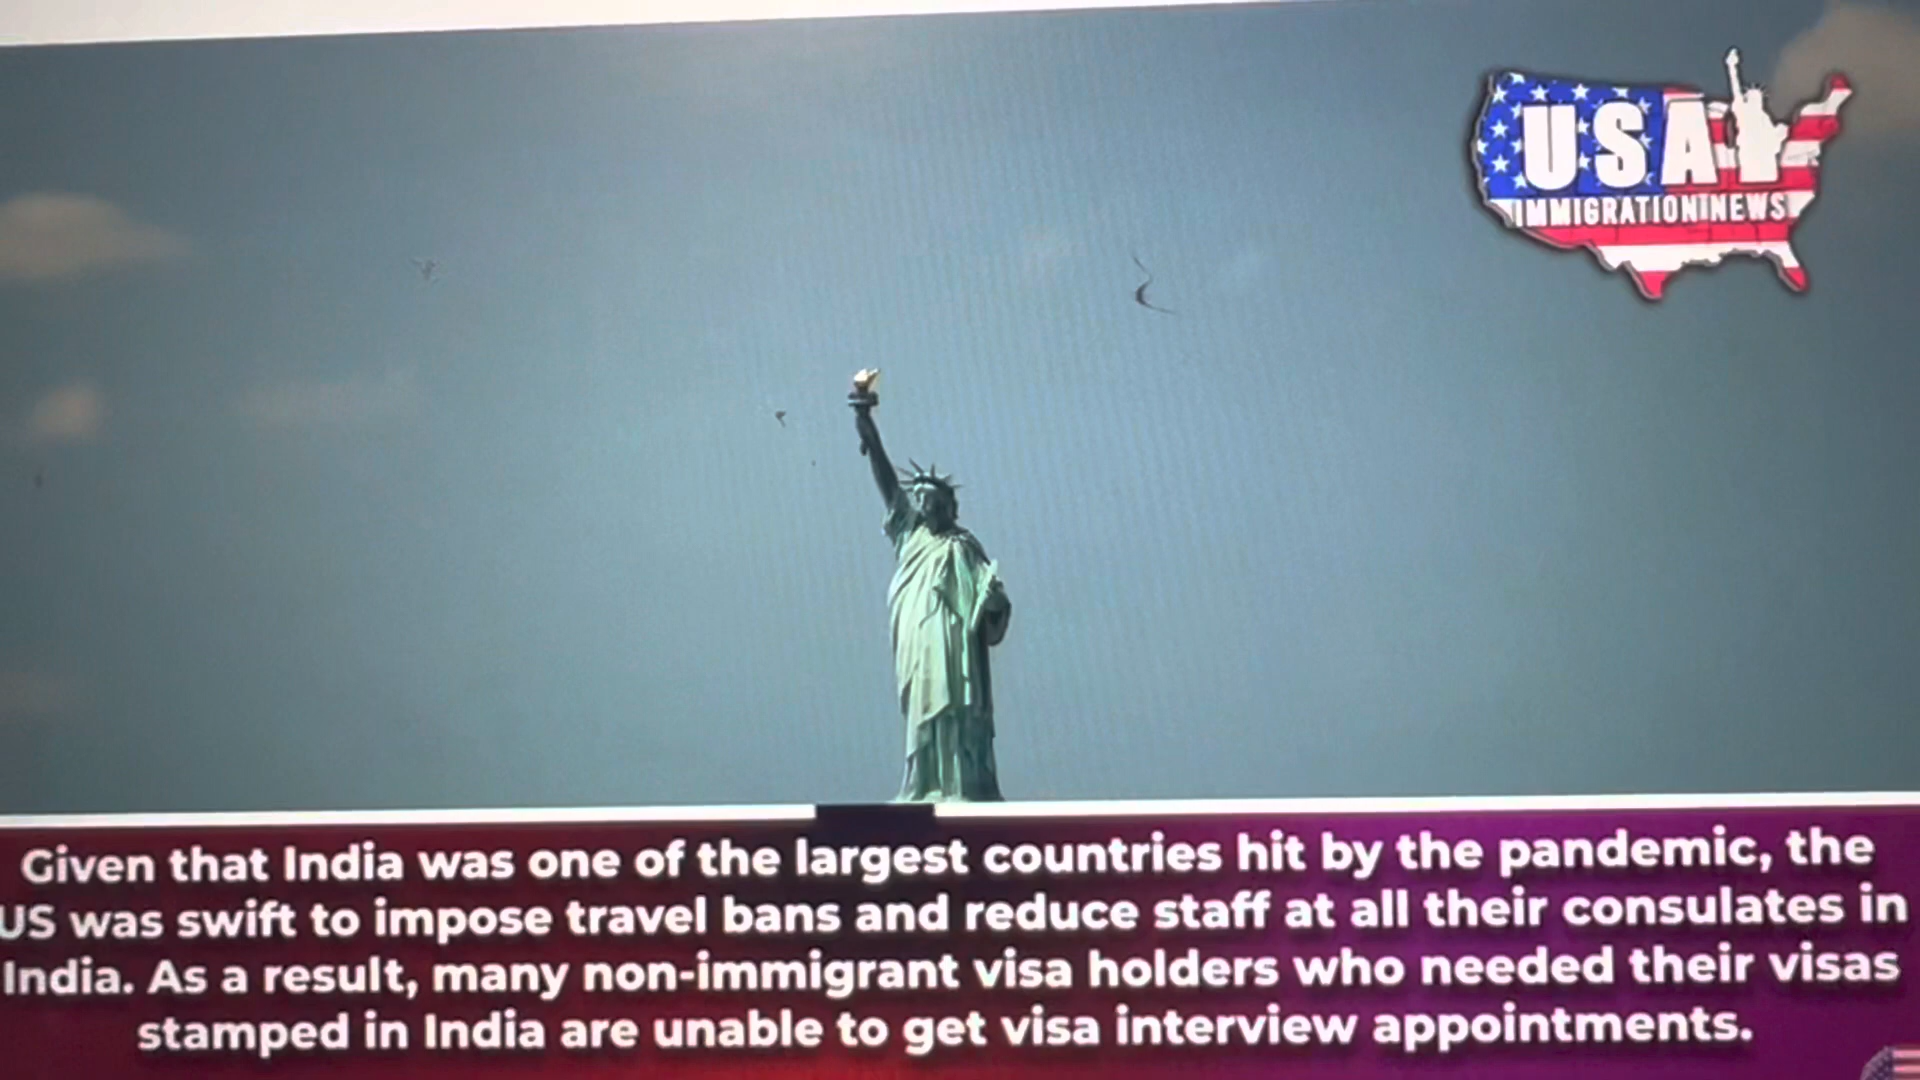 USA
IMMIGRATION NEWS
Given that India was one of the largest countries hit by the pandemic, the
US was swift to impose travel bans and reduce staff at all their consulates in
India. As a result, many non-immigrant visa holders who needed their visas
stamped in India are unable to get visa interview appointments.